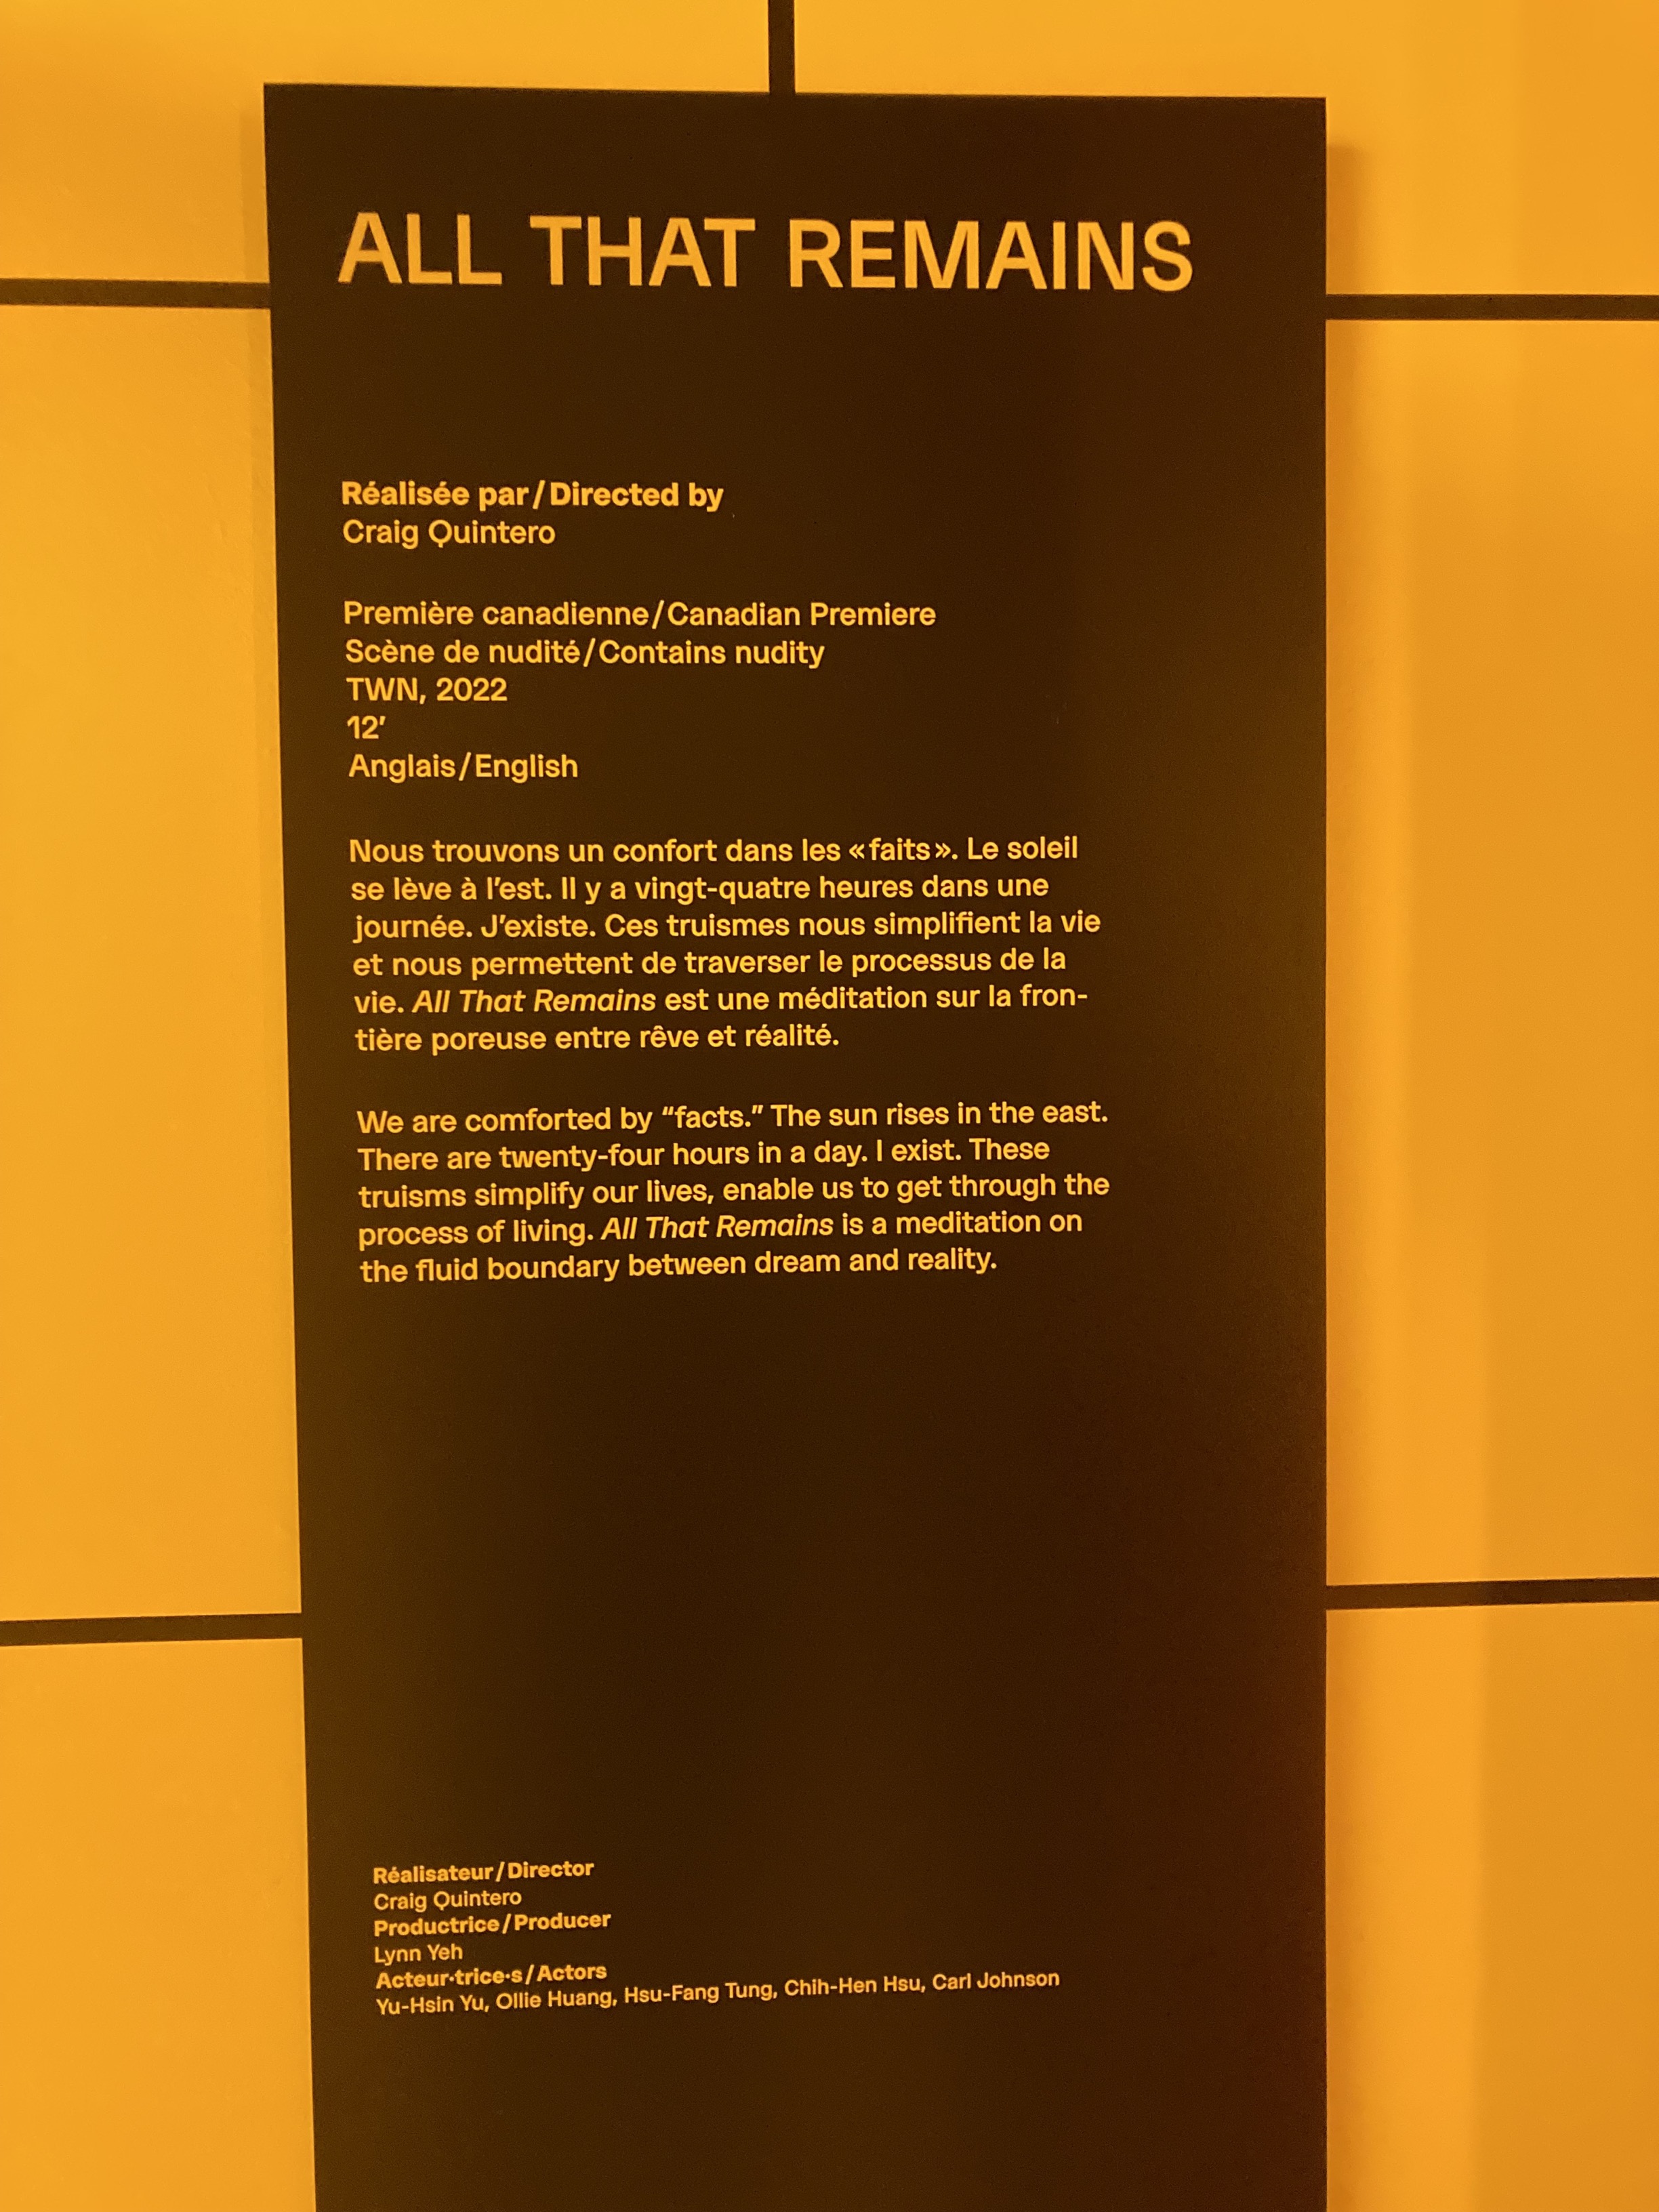 ALL THAT REMAINS
Réalisée par/Directed by
Craig Quintero
Première canadienne/Canadian Premiere
Scène de nudité/Contains nudity
TWN, 2022
12′
Anglais/English
Nous trouvons un confort dans les «faits». Le soleil
se lève à l’est. Il y a vingt-quatre heures dans une
journée. J’existe. Ces truismes nous simplifient la vie
et nous permettent de traverser le processus de la
vie. All That Remains est une méditation sur la fron-
tière poreuse entre rêve et réalité.
We are comforted by “facts.” The sun rises in the east.
There are twenty-four hours in a day. I exist. These
truisms simplify our lives, enable us to get through the
process of living. All That Remains is a meditation on
the fluid boundary between dream and reality.
Réalisateur/Director
Craig Quintero
Productrice/Producer
Lynn Yeh
Acteur·trice·s/Actors
Yu-Hsin Yu, Ollie Huang, Hsu-Fang Tung, Chih-Hen Hsu, Carl Johnson